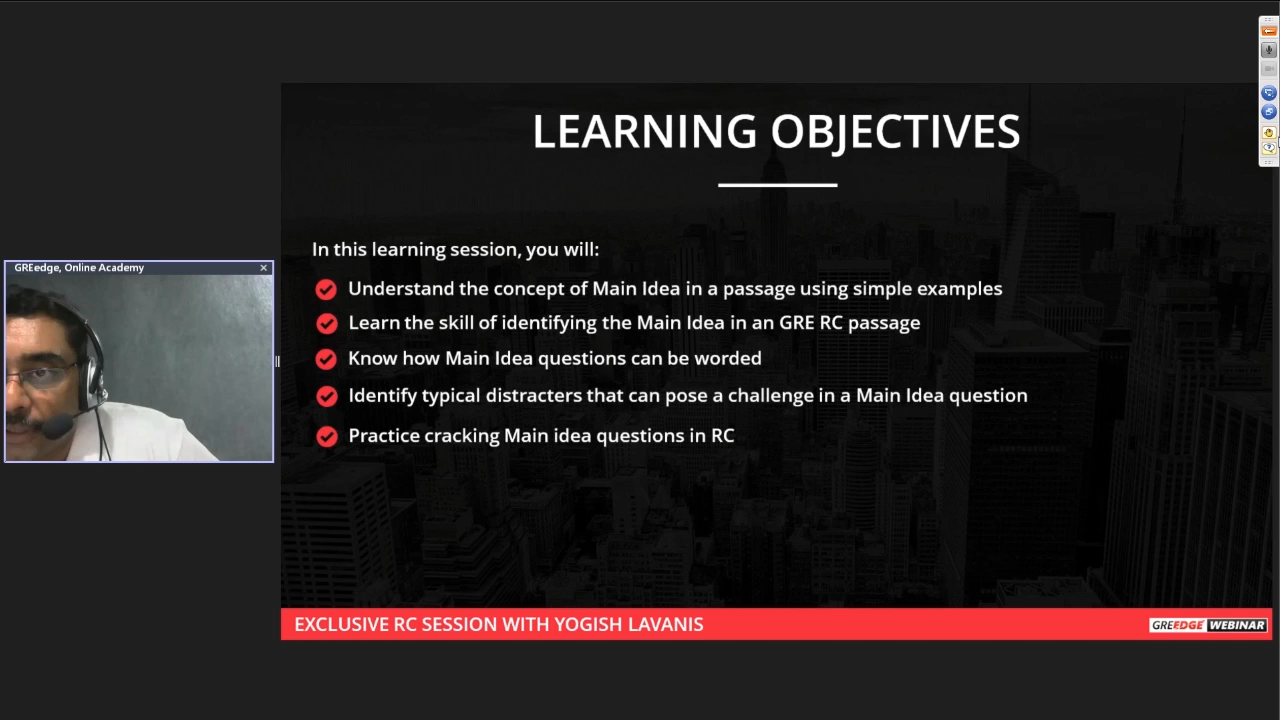 LEARNING OBJECTIVES
In this learning session, you will:
Understand the concept of Main Idea in a passage using simple examples
Learn the skill of identifying the Main Idea in an GRE RC passage
Know how Main Idea questions can be worded
Identify typical distracters that can pose a challenge in a Main Idea question
Practice cracking Main idea questions in RC
GREedge, Online Academy
EXCLUSIVE RC SESSION WITH YOGISH LAVANIS
GREEDGE WEBINAR